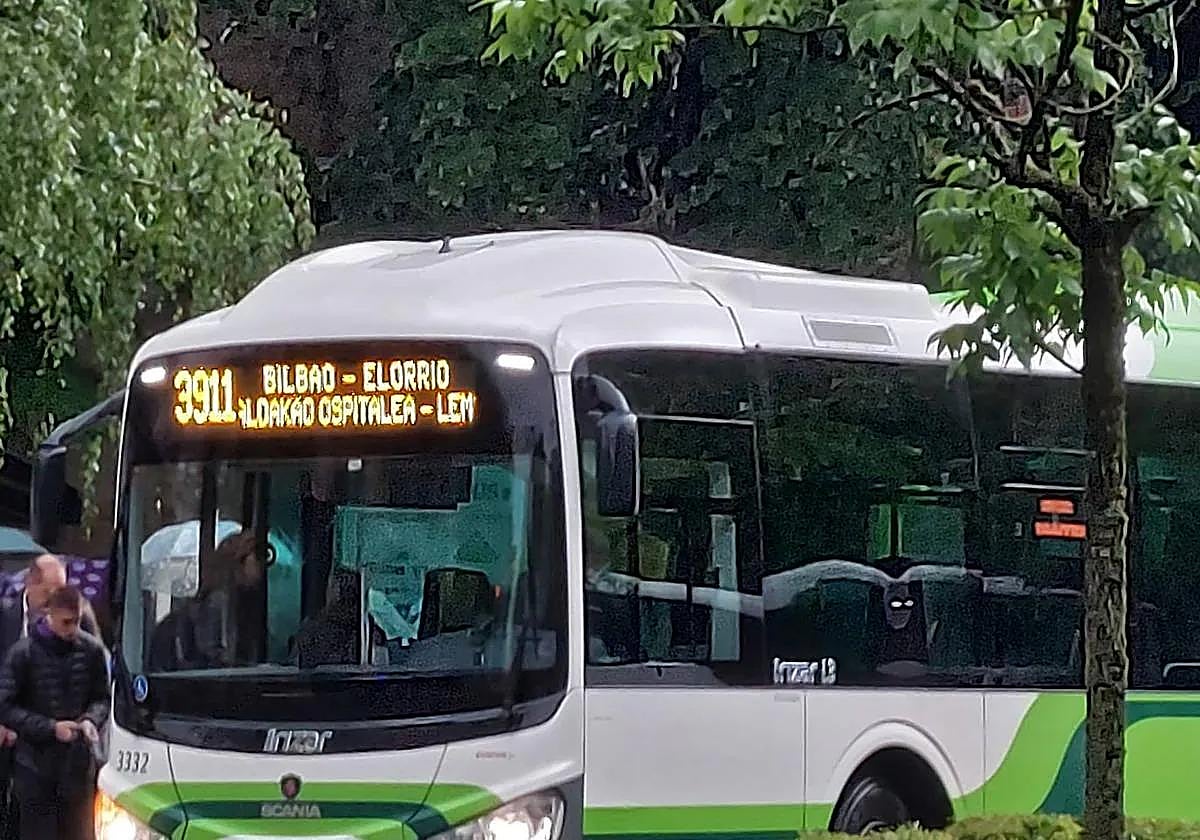 3911
BILBAO - ELORRIO
ALDAKAO OSPITALEA - LEM
irizar i3
irizar
3332
SCANIA